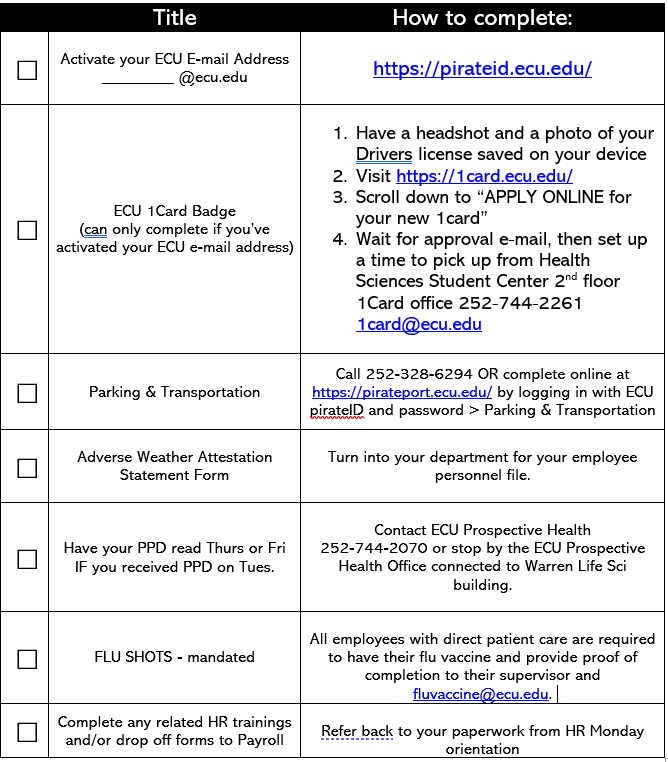 Title
How to complete:
Activate your ECU E-mail Address
_________ @ecu.edu
https://pirateid.ecu.edu/
ECU 1Card Badge
(can only complete if you've
activated your ECU e-mail address)
1. Have a headshot and a photo of your
Drivers license saved on your device
2. Visit https://1card.ecu.edu/
3. Scroll down to “APPLY ONLINE for
your new 1card”
4. Wait for approval e-mail, then set up
a time to pick up from Health
Sciences Student Center 2nd floor
1Card office 252-744-2261
1card@ecu.edu
Parking & Transportation
Call 252-328-6294 OR complete online at
https://pirateport.ecu.edu/ by logging in with ECU
pirateID and password > Parking & Transportation
Adverse Weather Attestation
Statement Form
Turn into your department for your employee
personnel file.
Have your PPD read Thurs or Fri
IF you received PPD on Tues.
Contact ECU Prospective Health
252-744-2070 or stop by the ECU Prospective
Health Office connected to Warren Life Sci
building.
FLU SHOTS - mandated
All employees with direct patient care are required
to have their flu vaccine and provide proof of
completion to their supervisor and
fluvaccine@ecu.edu.
Complete any related HR trainings
and/or drop off forms to Payroll
Refer back to your paperwork from HR Monday
orientation